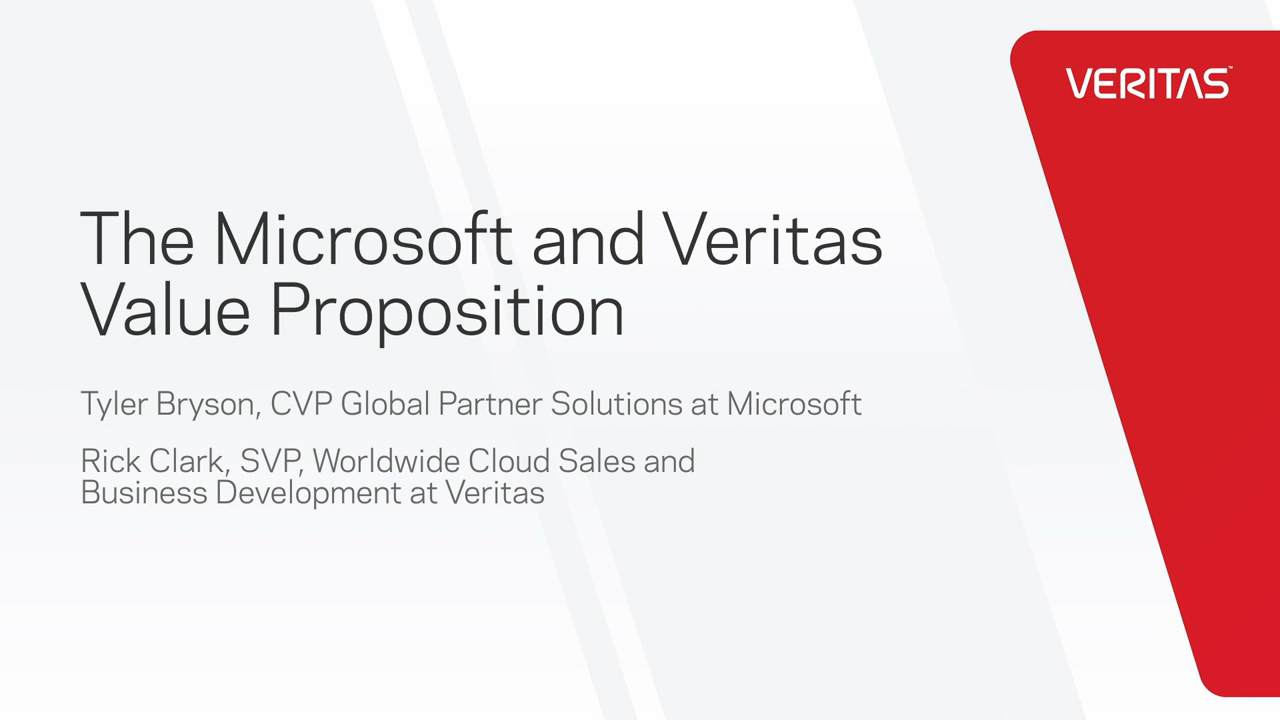 VERITAS™
The Microsoft and Veritas
Value Proposition
Tyler Bryson, CVP Global Partner Solutions at Microsoft
Rick Clark, SVP, Worldwide Cloud Sales and
Business Development at Veritas